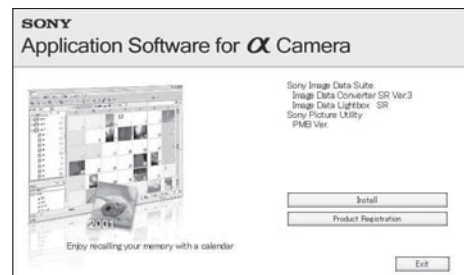 SONY
Application Software for α Camera
Sony Image Data Suite
Image Data Converter SR Ver.3
Image Data Lightbox SR
Sony Picture Utility
PMB Ver.
2001
Enjoy recalling your memory with a calendar
Install
Product Registration
Exit